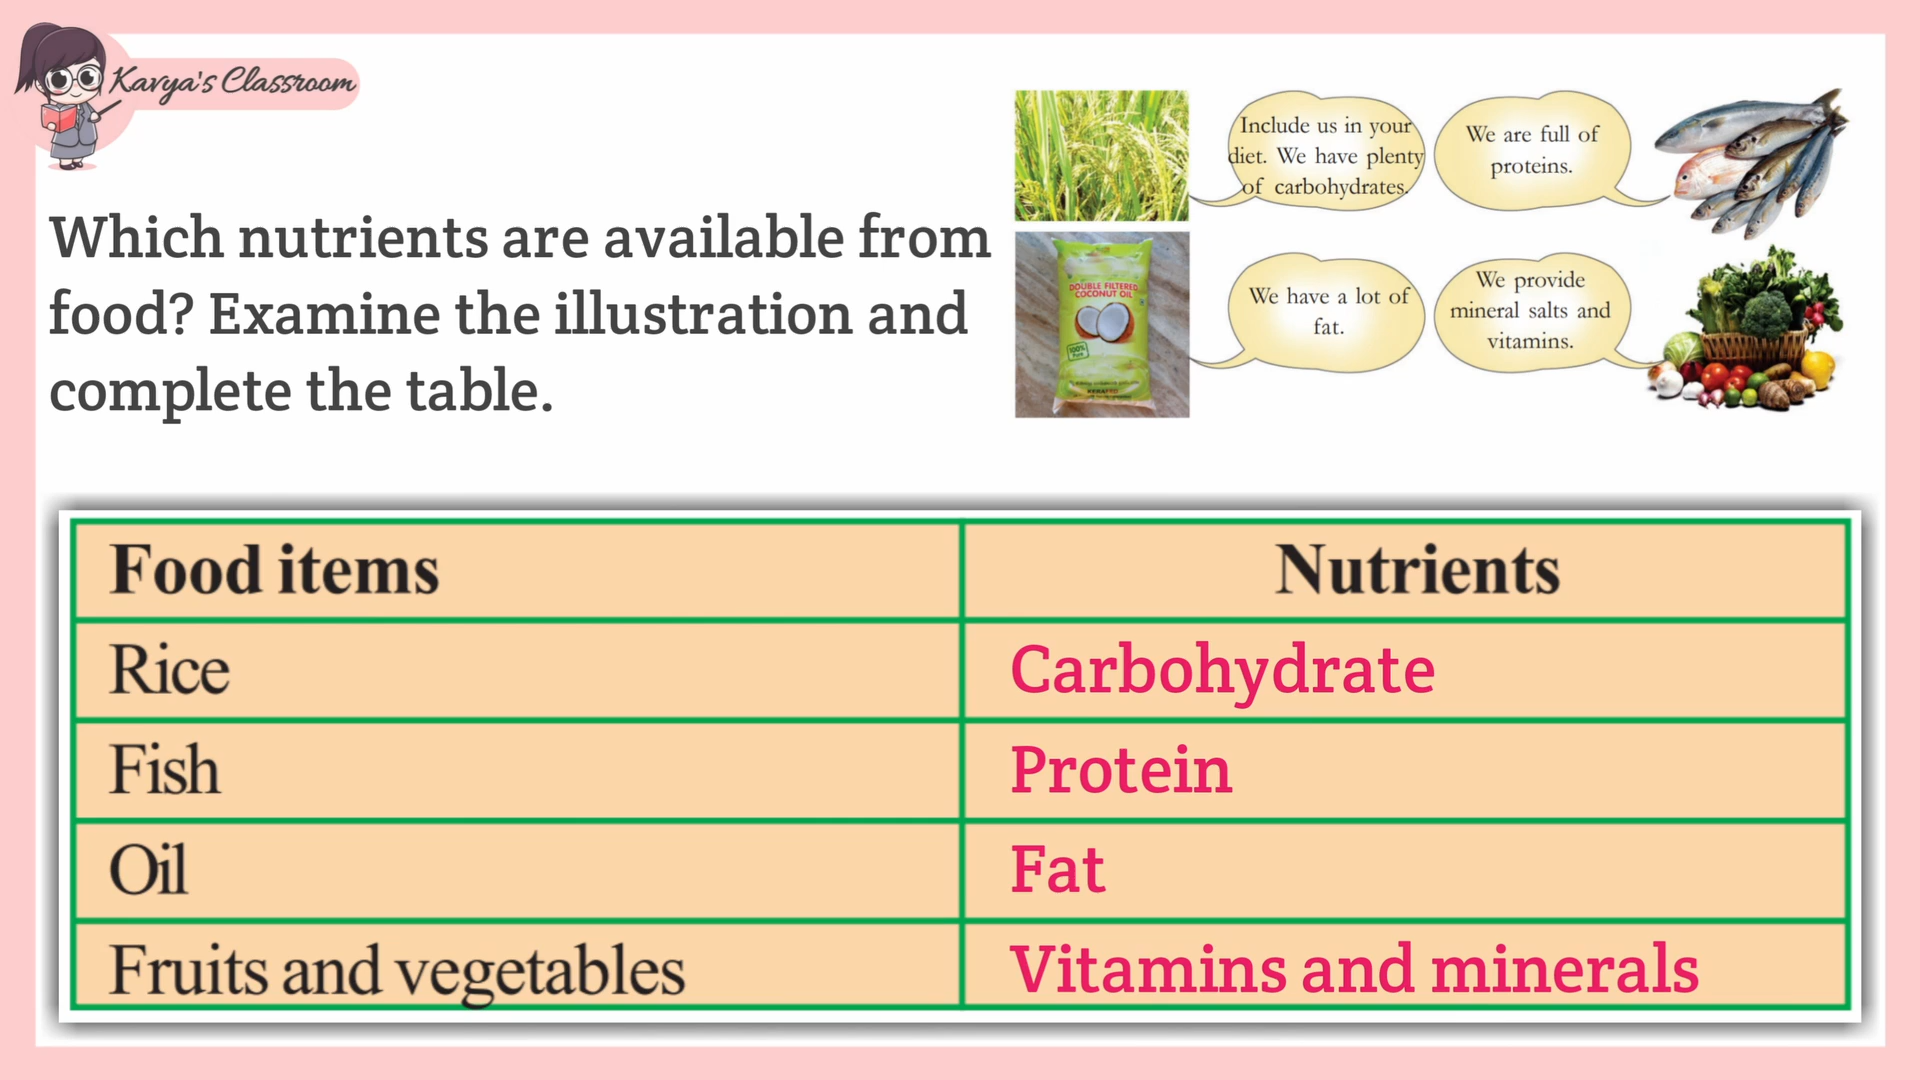 Kavya's Classroom
Which nutrients are available from
food? Examine the illustration and
complete the table.
Include us in your
diet. We have plenty
of carbohydrates.
We are full of
proteins.
DOUBLE FILTERED
COCONUT OIL
100%
Pure
We have a lot of
fat.
We provide
mineral salts and
vitamins.
Food items Nutrients
Rice Carbohydrate
Fish Protein
Oil Fat
Fruits and vegetables Vitamins and minerals